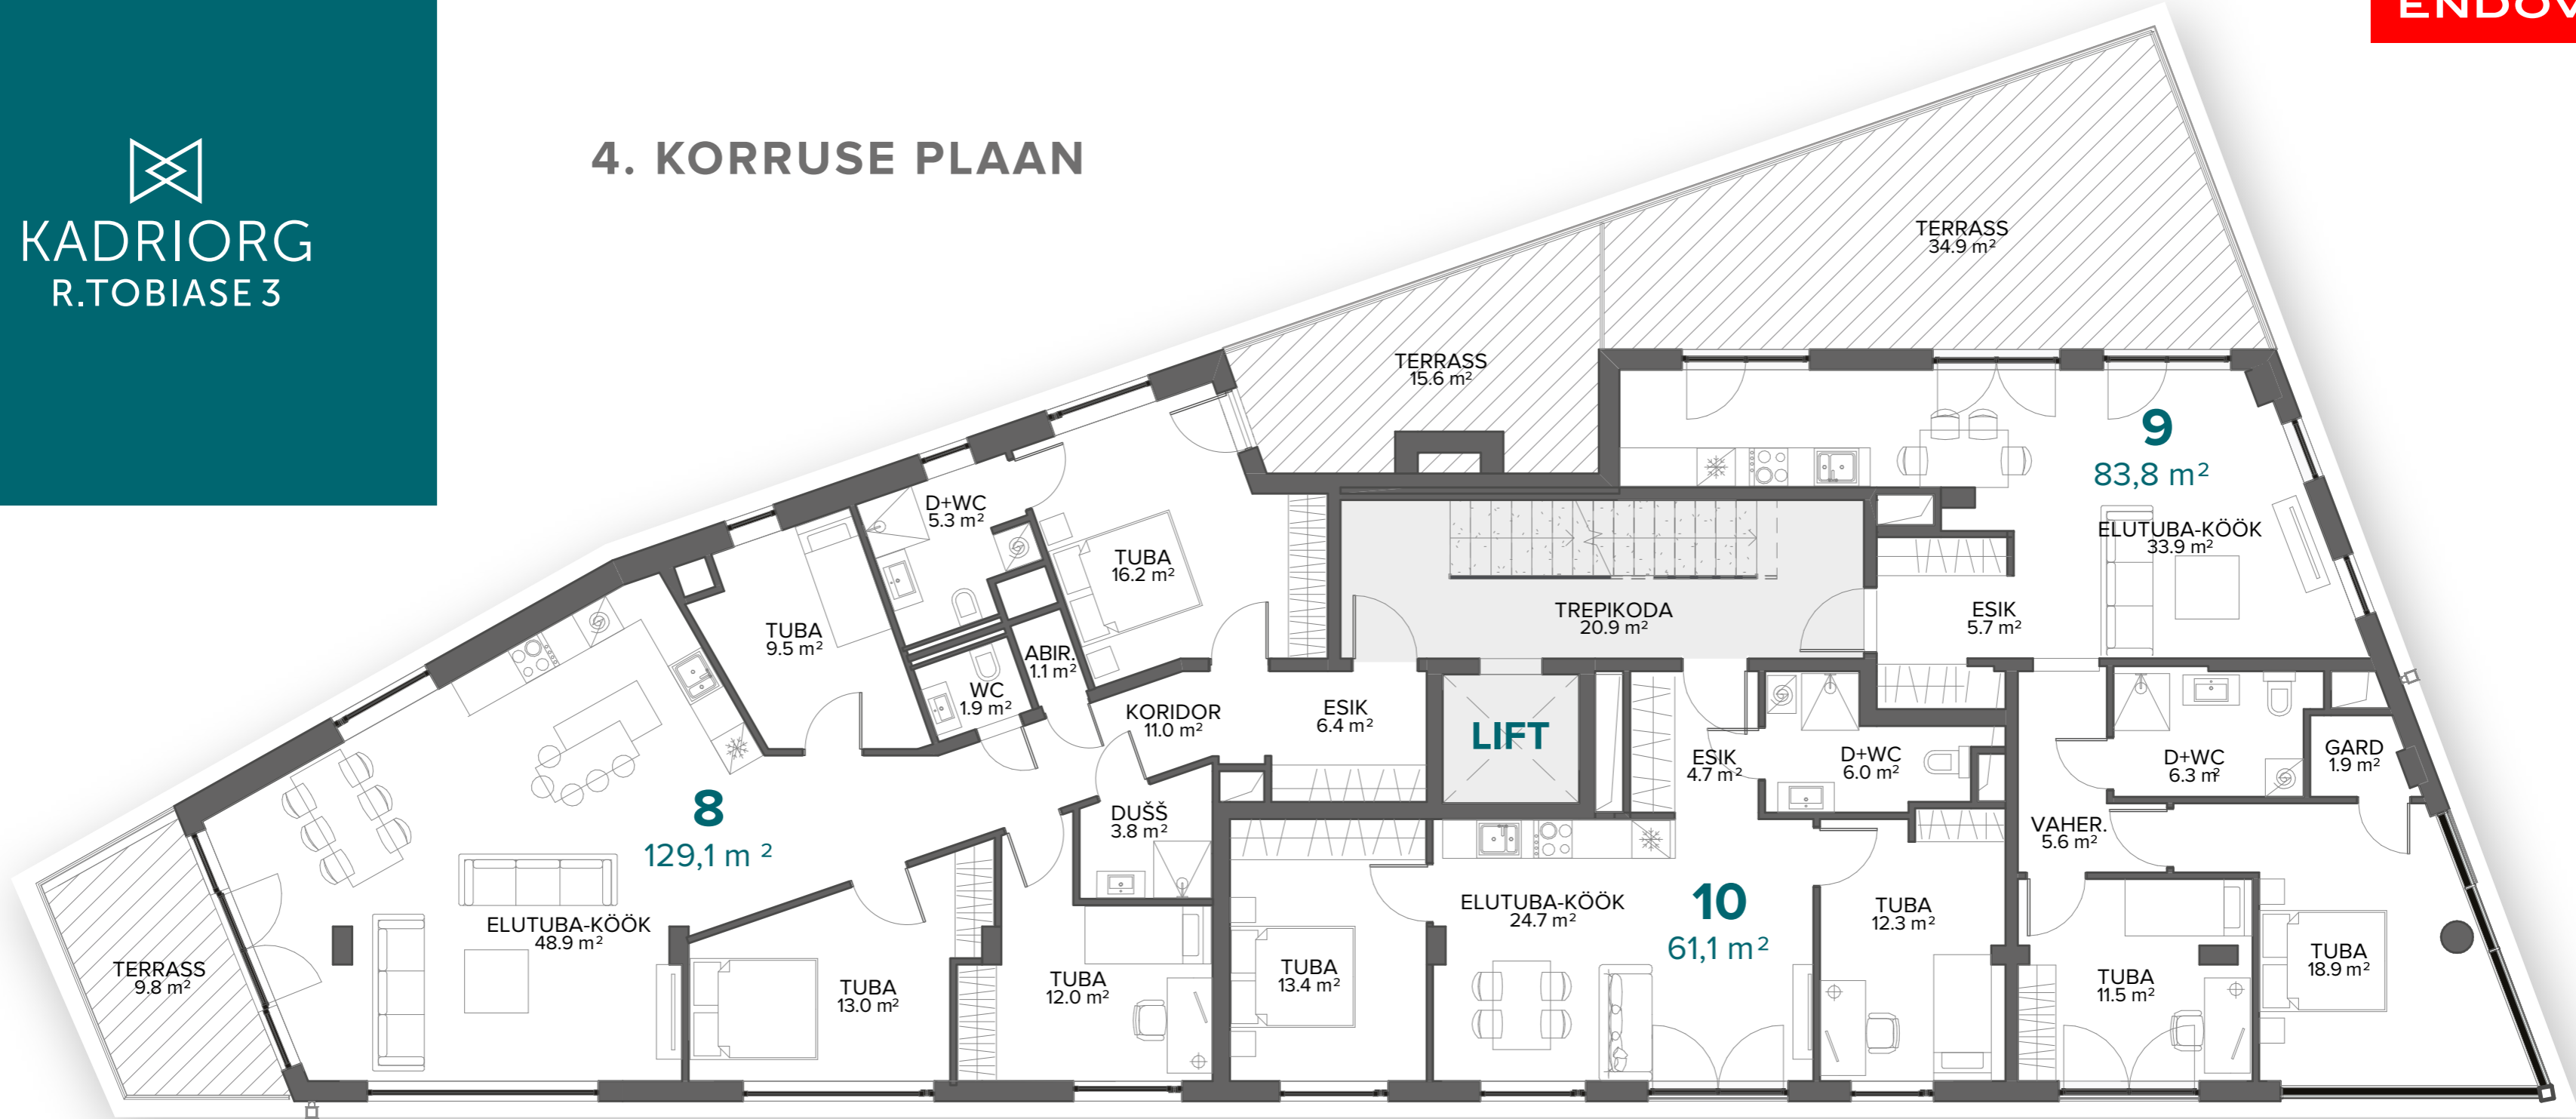 ENDOV
KADRIORG
R.TOBIASE 3
4. KORRUSE PLAAN
TERRASS
34.9 m²
TERRASS
15.6 m²
9
83,8 m²
ELUTUBA-KÖÖK
33.9 m²
D+WC
5.3 m²
TUBA
16.2 m²
TUBA
9.5 m²
ABIR.
1.1 m²
WC
1.9 m²
TREPIKODA
20.9 m²
ESIK
5.7 m²
KORIDOR
11.0 m²
ESIK
6.4 m²
LIFT
ESIK
4.7 m²
D+WC
6.0 m²
D+WC
6.3 m²
GARD
1.9 m²
8
129,1 m ²
DUŠŠ
3.8 m²
VAHER.
5.6 m²
ELUTUBA-KÖÖK
48.9 m²
ELUTUBA-KÖÖK
24.7 m²
10
61,1 m²
TUBA
12.3 m²
TERRASS
9.8 m²
TUBA
13.0 m²
TUBA
12.0 m²
TUBA
13.4 m²
TUBA
11.5 m²
TUBA
18.9 m²